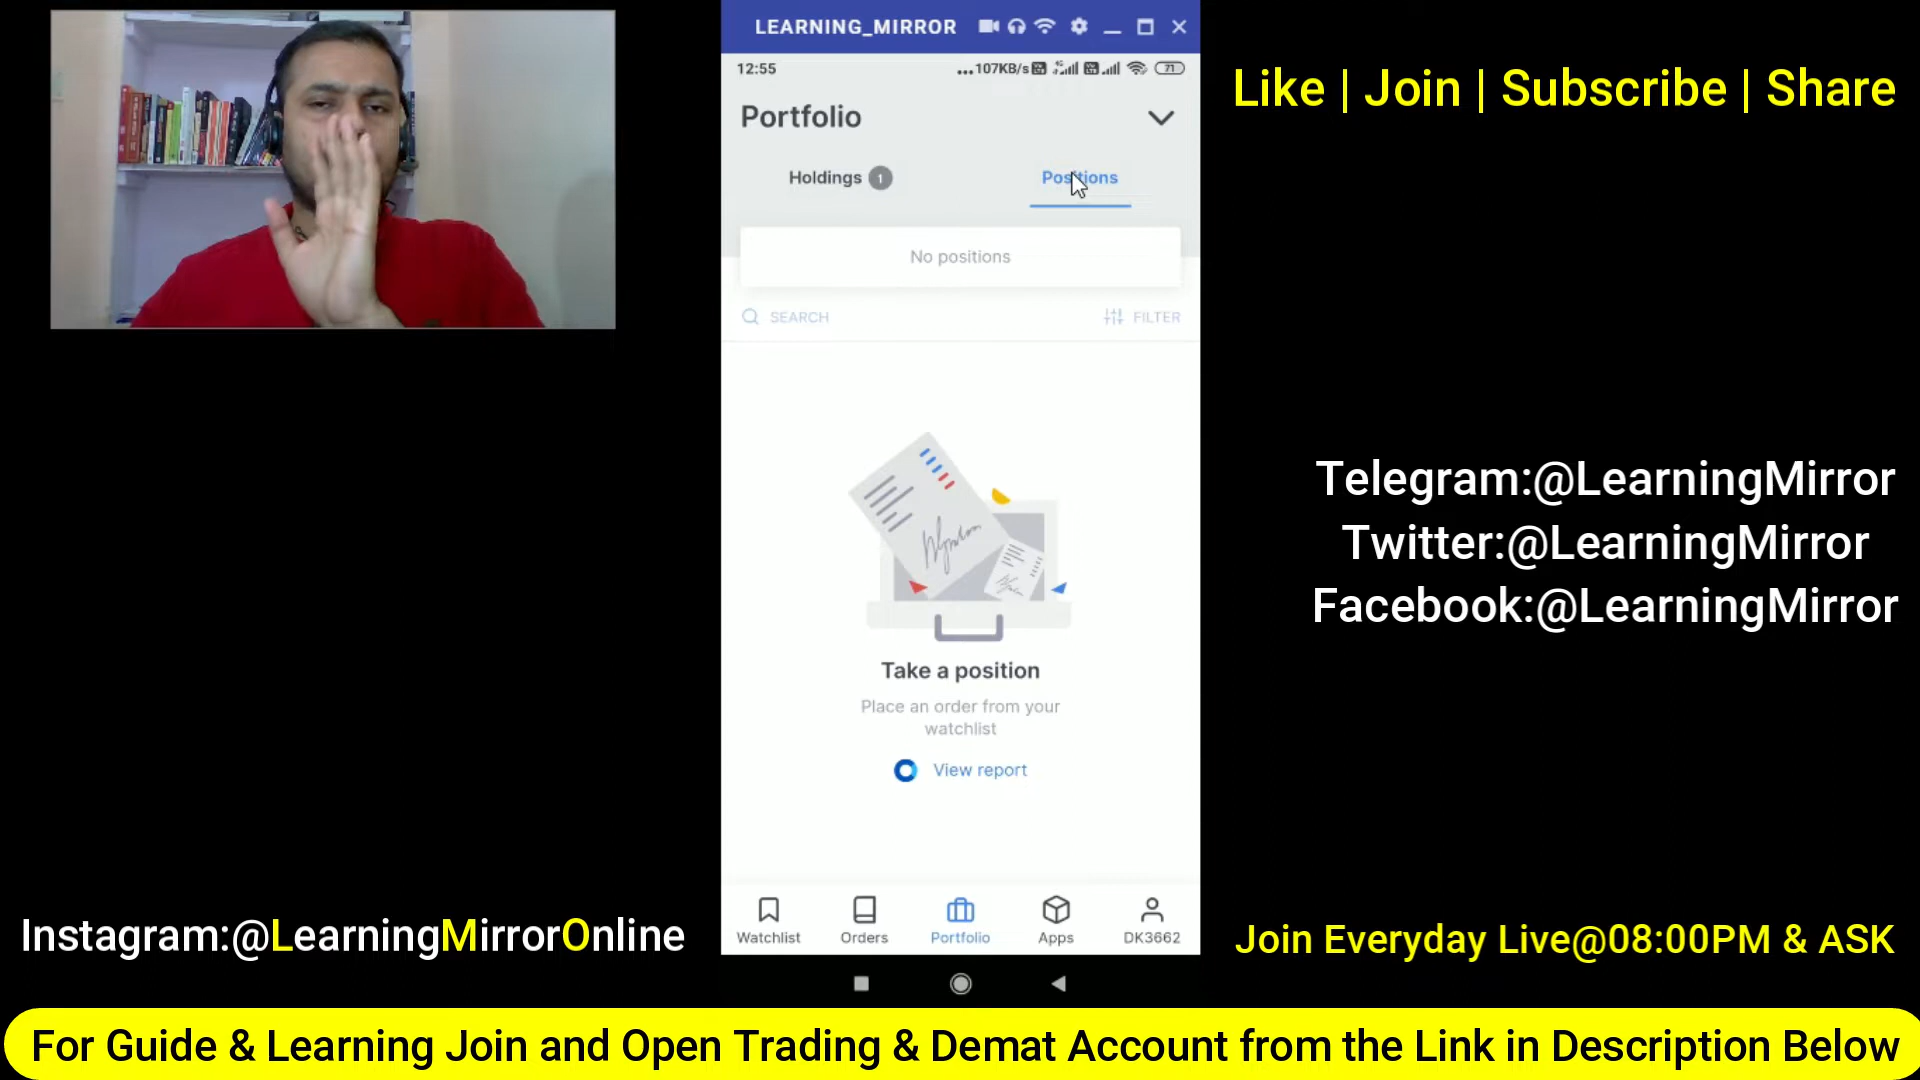 LEARNING_MIRROR
12:55
...107KB/s
71
Portfolio
Holdings 1
Positions
No positions
SEARCH
FILTER
Take a position
Place an order from your
watchlist
View report
Watchlist
Orders
Portfolio
Apps
DK3662
Like | Join | Subscribe | Share
Telegram:@LearningMirror
Twitter:@LearningMirror
Facebook:@LearningMirror
Instagram:@LearningMirrorOnline
Join Everyday Live@08:00PM & ASK
For Guide & Learning Join and Open Trading & Demat Account from the Link in Description Below